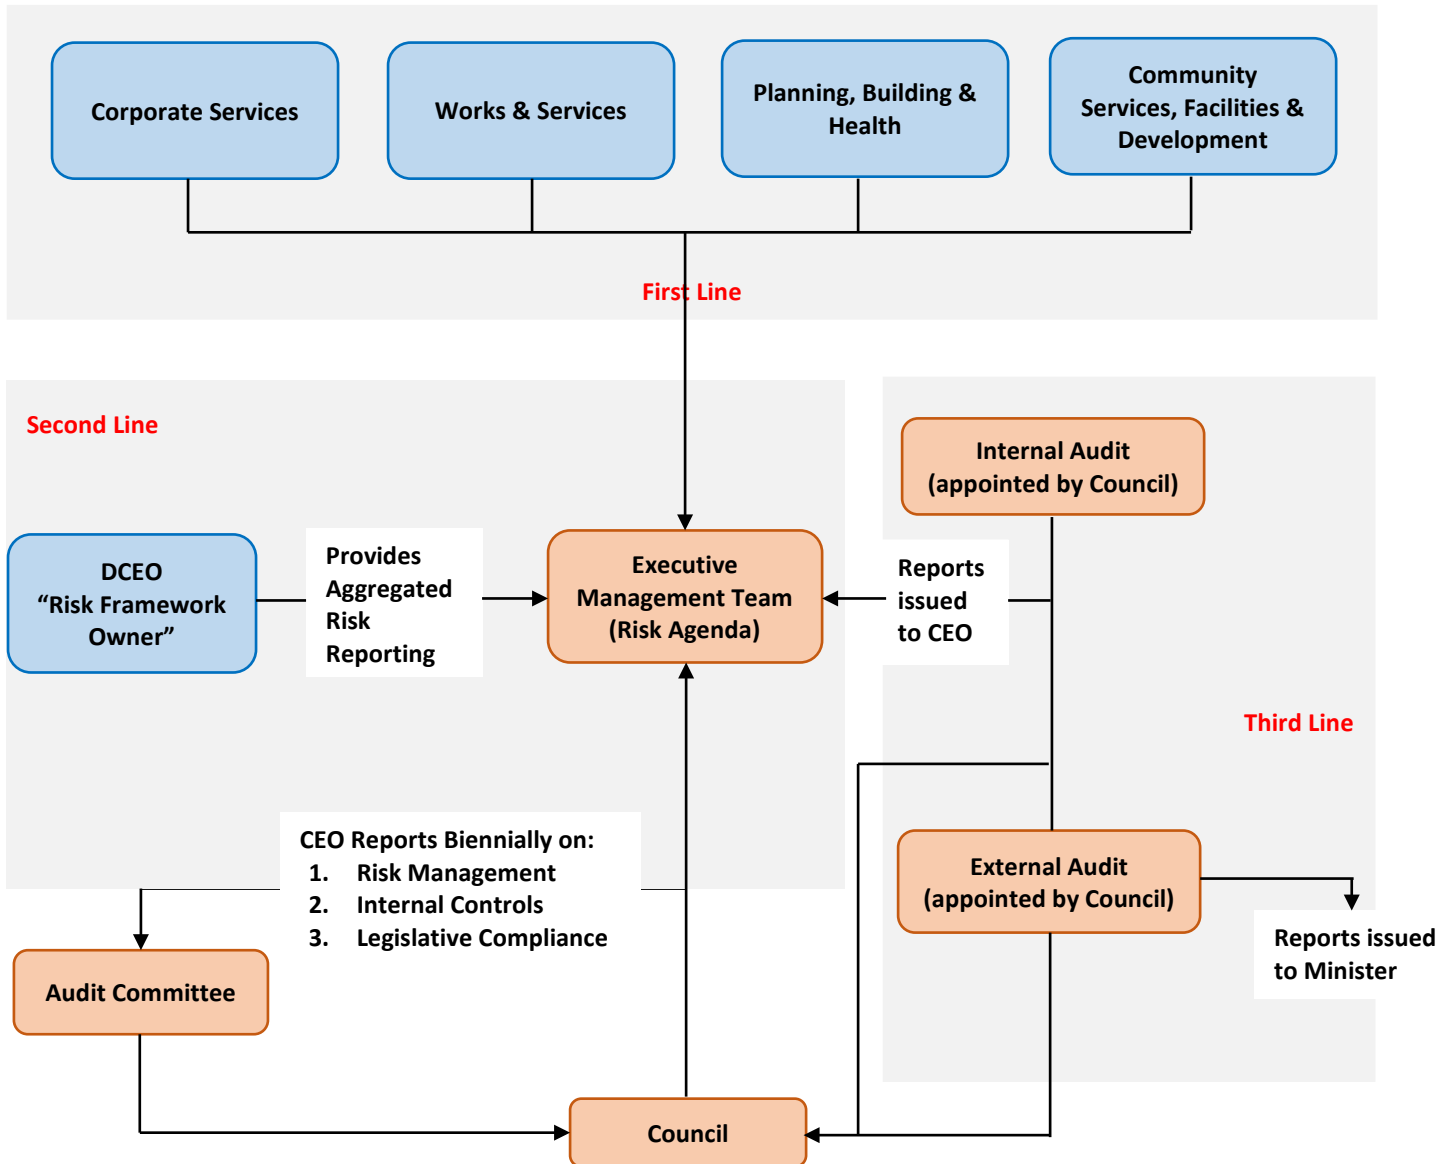 Corporate Services
Works & Services
Planning, Building &
Health
Community
Services, Facilities &
Development
First Line
Second Line
Internal Audit
(appointed by Council)
DCEO
“Risk Framework
Owner”
Provides
Aggregated
Risk
Reporting
Executive
Management Team
(Risk Agenda)
Reports
issued
to CEO
Third Line
CEO Reports Biennially on:
1. Risk Management
2. Internal Controls
3. Legislative Compliance
External Audit
(appointed by Council)
Reports issued
to Minister
Audit Committee
Council